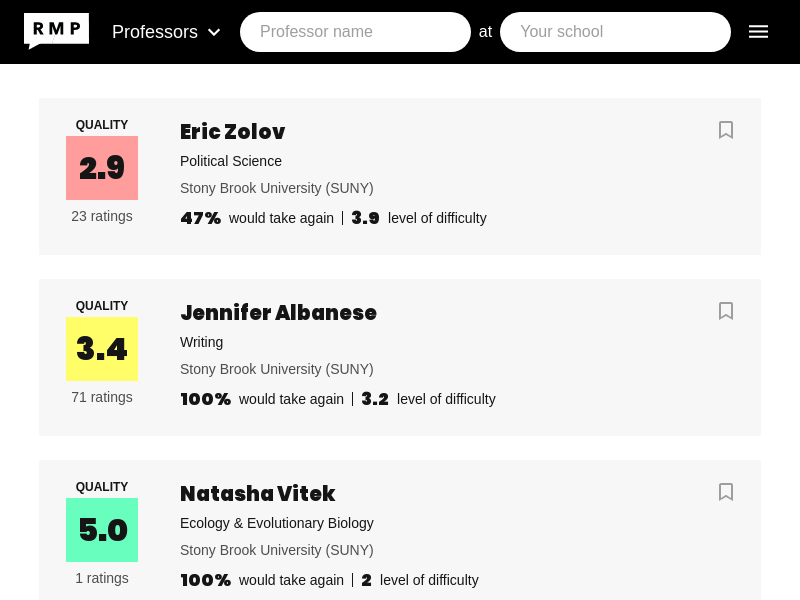 RMP Professors Professor name at Your school
QUALITY
2.9
23 ratings
Eric Zolov
Political Science
Stony Brook University (SUNY)
47% would take again | 3.9 level of difficulty
QUALITY
3.4
71 ratings
Jennifer Albanese
Writing
Stony Brook University (SUNY)
100% would take again | 3.2 level of difficulty
QUALITY
5.0
1 ratings
Natasha Vitek
Ecology & Evolutionary Biology
Stony Brook University (SUNY)
100% would take again | 2 level of difficulty